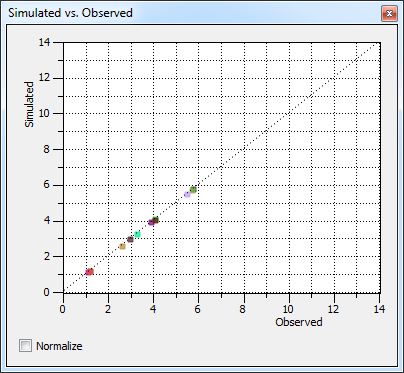 Simulated vs. Observed
14
12
10
8
6
4
2
0
Simulated
0 2 4 6 8 10 12 14
Observed
Normalize